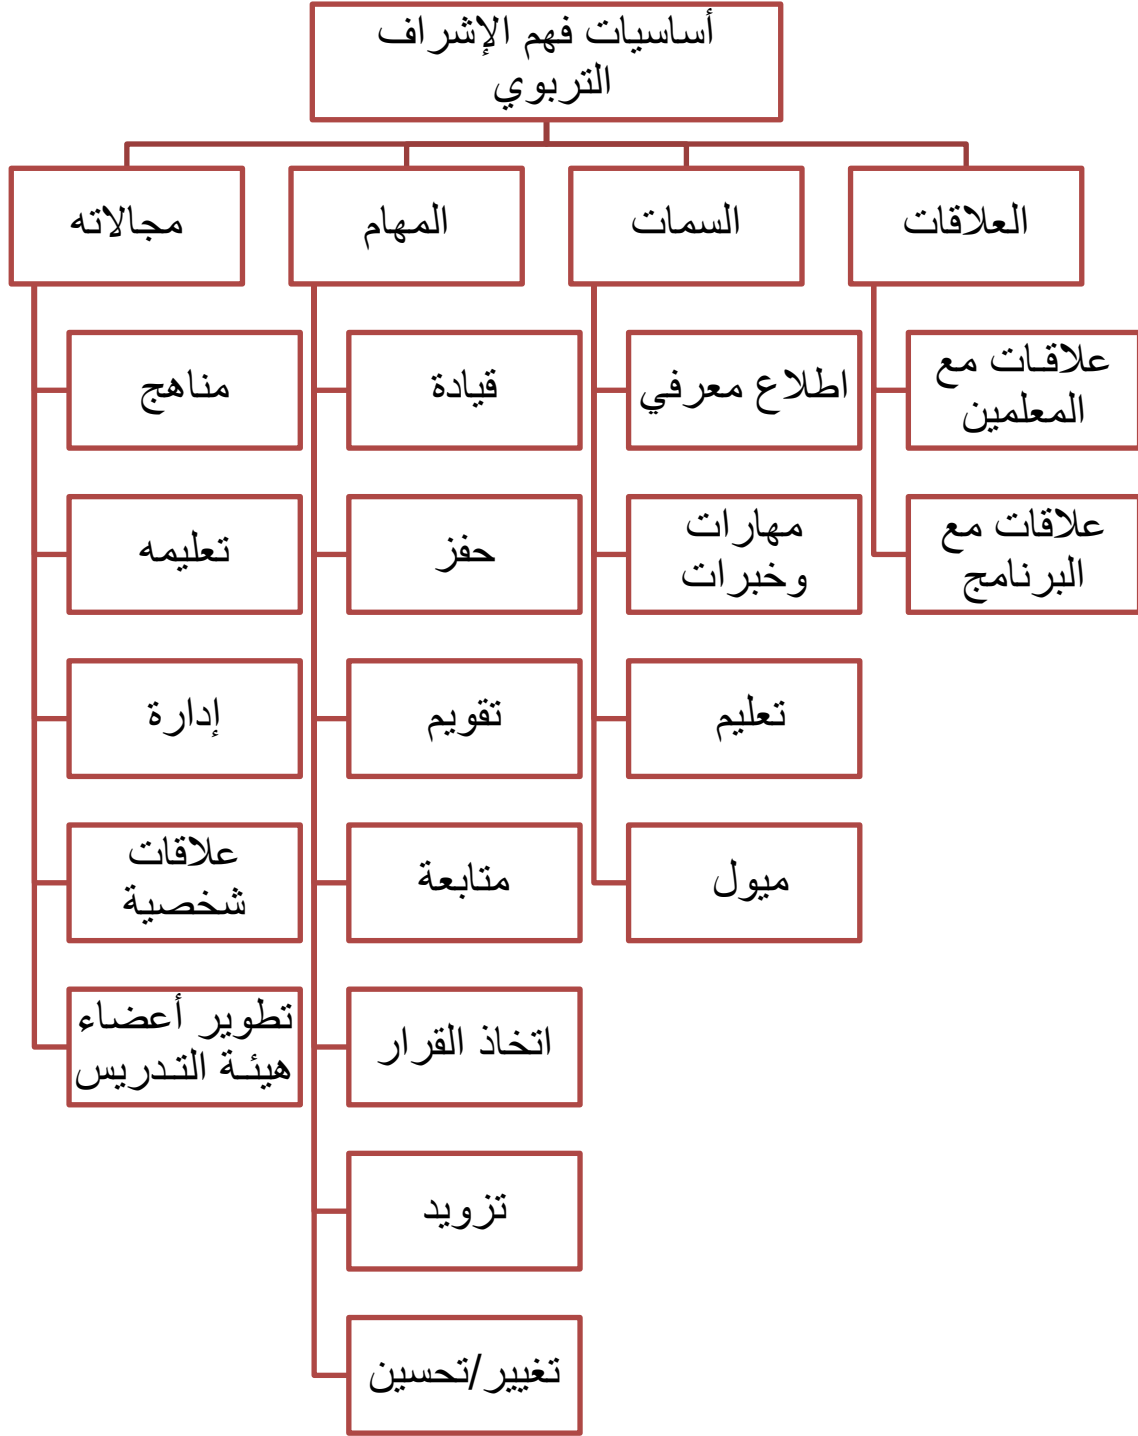 أساسيات فهم الإشراف
التربوي
العلاقات
السمات
المهام
مجالاته
علاقات مع
المعلمين
علاقات مع
البرنامج
اطلاع معرفي
مهارات
وخبرات
تعليم
ميول
قيادة
حفز
تقويم
متابعة
اتخاذ القرار
تزويد
تغيير/تحسين
مناهج
تعليمه
إدارة
علاقات
شخصية
تطوير أعضاء
هيئة التدريس